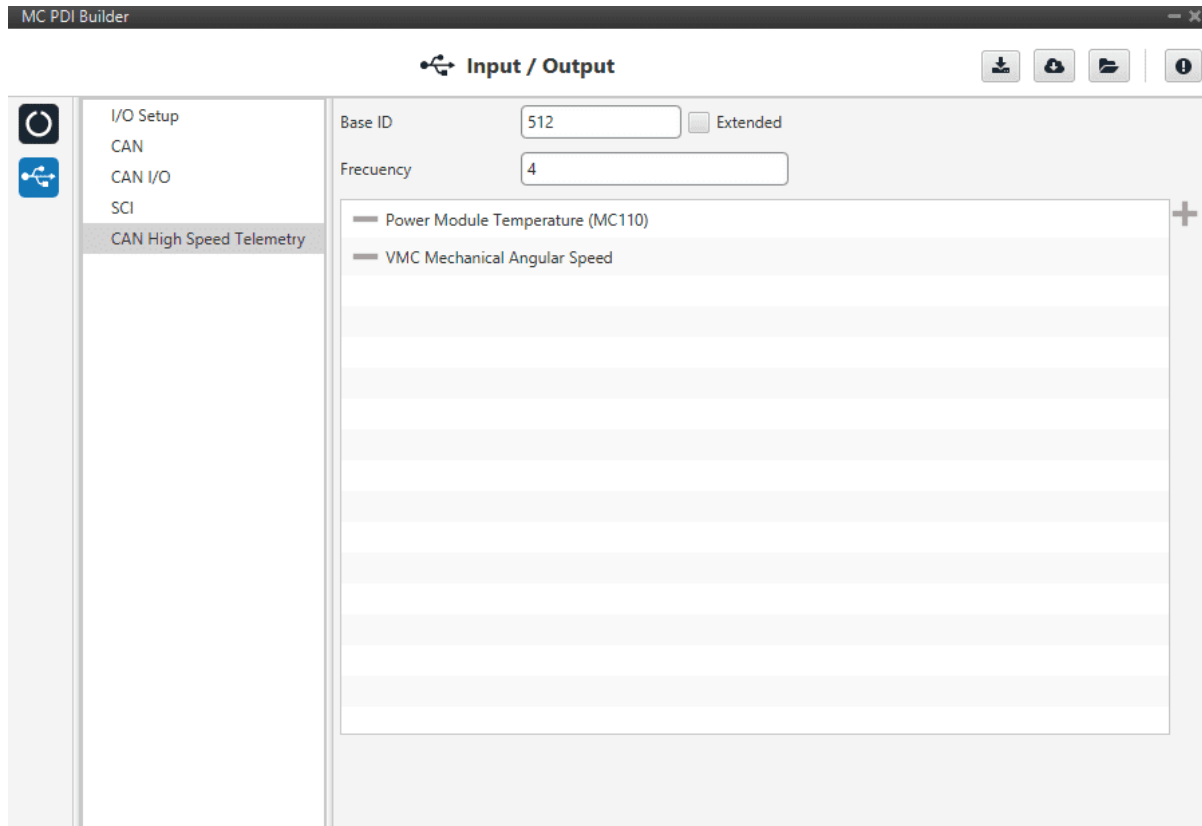 MC PDI Builder
Input / Output
I/O Setup
CAN
CAN I/O
SCI
CAN High Speed Telemetry
Base ID 512 Extended
Frecuency 4
Power Module Temperature (MC110)
VMC Mechanical Angular Speed